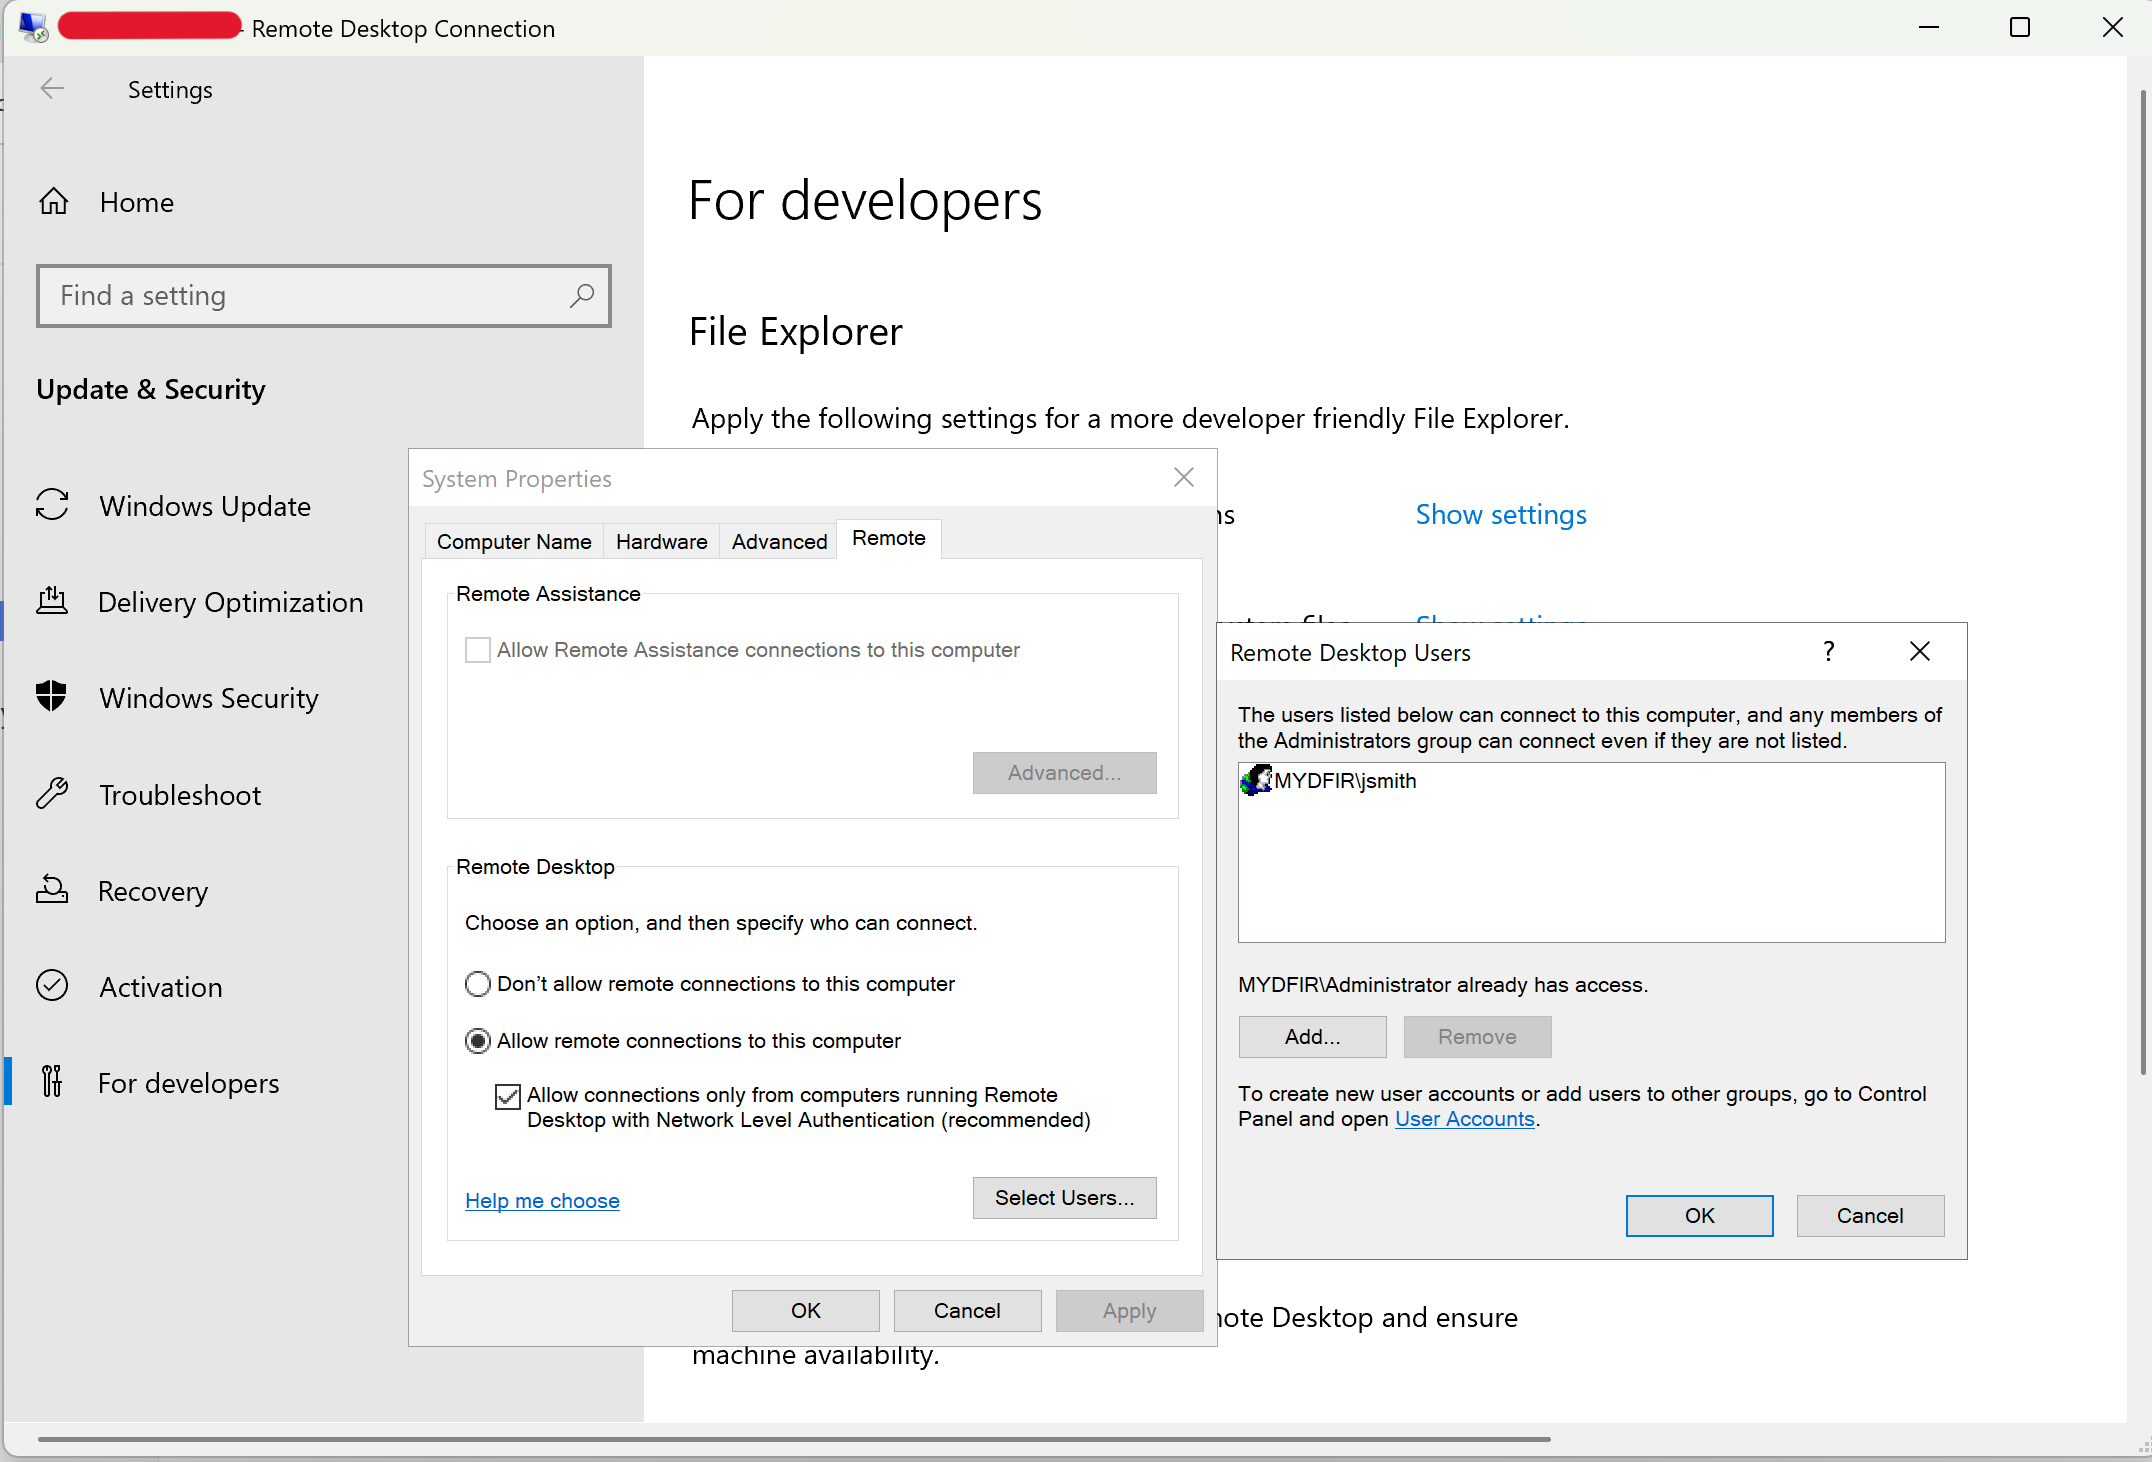 Remote Desktop Connection
Settings
Home
Find a setting
Update & Security
Windows Update
Delivery Optimization
Windows Security
Troubleshoot
Recovery
Activation
For developers
For developers
File Explorer
Apply the following settings for a more developer friendly File Explorer.
Show settings
Show settings
Desktop and ensure
machine availability.
System Properties
Computer Name
Hardware
Advanced
Remote
Remote Assistance
Allow Remote Assistance connections to this computer
Advanced...
Remote Desktop
Choose an option, and then specify who can connect.
Don't allow remote connections to this computer
Allow remote connections to this computer
Allow connections only from computers running Remote
Desktop with Network Level Authentication (recommended)
Help me choose
Select Users...
OK
Cancel
Apply
Remote Desktop Users
?
The users listed below can connect to this computer, and any members of
the Administrators group can connect even if they are not listed.
MYDFIR\jsmith
MYDFIR\Administrator already has access.
Add...
Remove
To create new user accounts or add users to other groups, go to Control
Panel and open User Accounts.
OK
Cancel